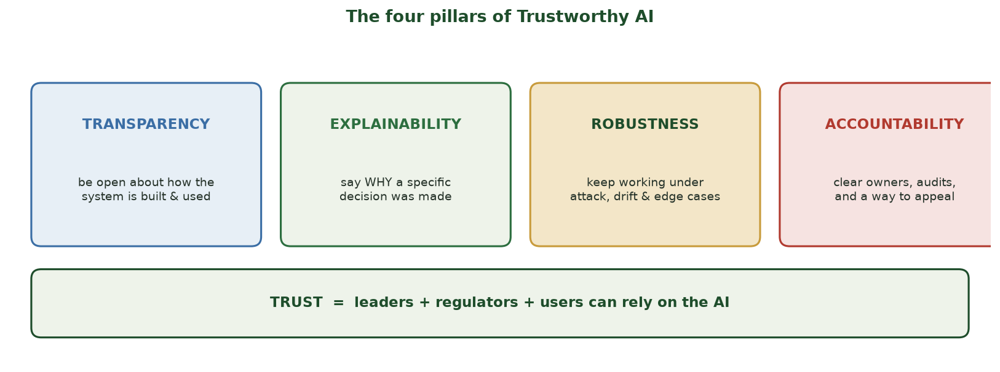 The four pillars of Trustworthy AI
TRANSPARENCY
be open about how the
system is built & used
EXPLAINABILITY
say WHY a specific
decision was made
ROBUSTNESS
keep working under
attack, drift & edge cases
ACCOUNTABILITY
clear owners, audits,
and a way to appeal
TRUST = leaders + regulators + users can rely on the AI